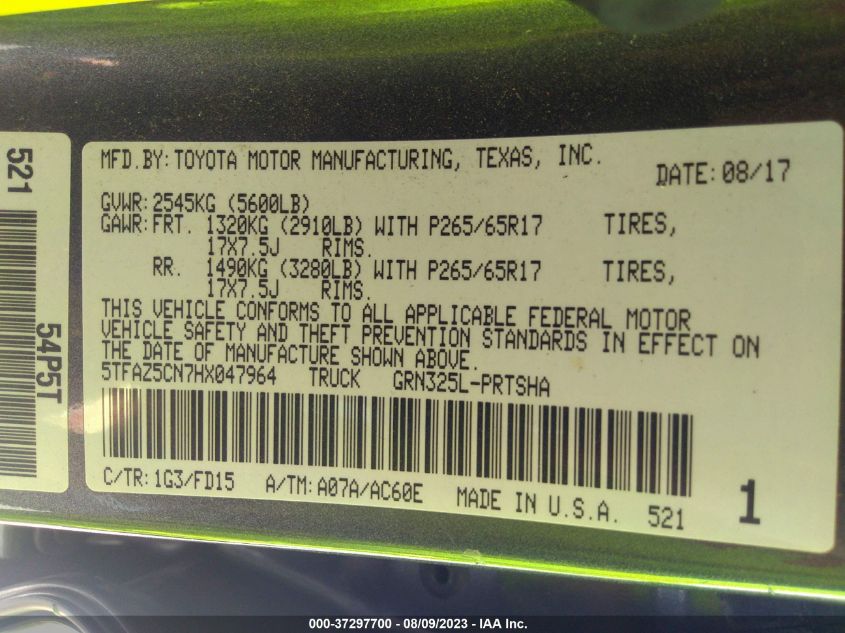 521
54P5T
MFD.BY: TOYOTA MOTOR MANUFACTURING, TEXAS, INC.
DATE: 08/17
GVWR: 2545KG (5600LB)
GAWR: FRT. 1320KG (2910LB) WITH P265/65R17 TIRES,
17X7.5J RIMS.
RR. 1490KG (3280LB) WITH P265/65R17 TIRES,
17X7.5J RIMS.
THIS VEHICLE CONFORMS TO ALL APPLICABLE FEDERAL MOTOR
VEHICLE SAFETY AND THEFT PREVENTION STANDARDS IN EFFECT ON
THE DATE OF MANUFACTURE SHOWN ABOVE.
5TFAZ5CN7HX047964 TRUCK GRN325L-PRTSHA
C/TR: 1G3/FD15 A/TM: A07A/AC60E MADE IN U.S.A. 521 1
000-37297700 - 08/09/2023 - IAA Inc.